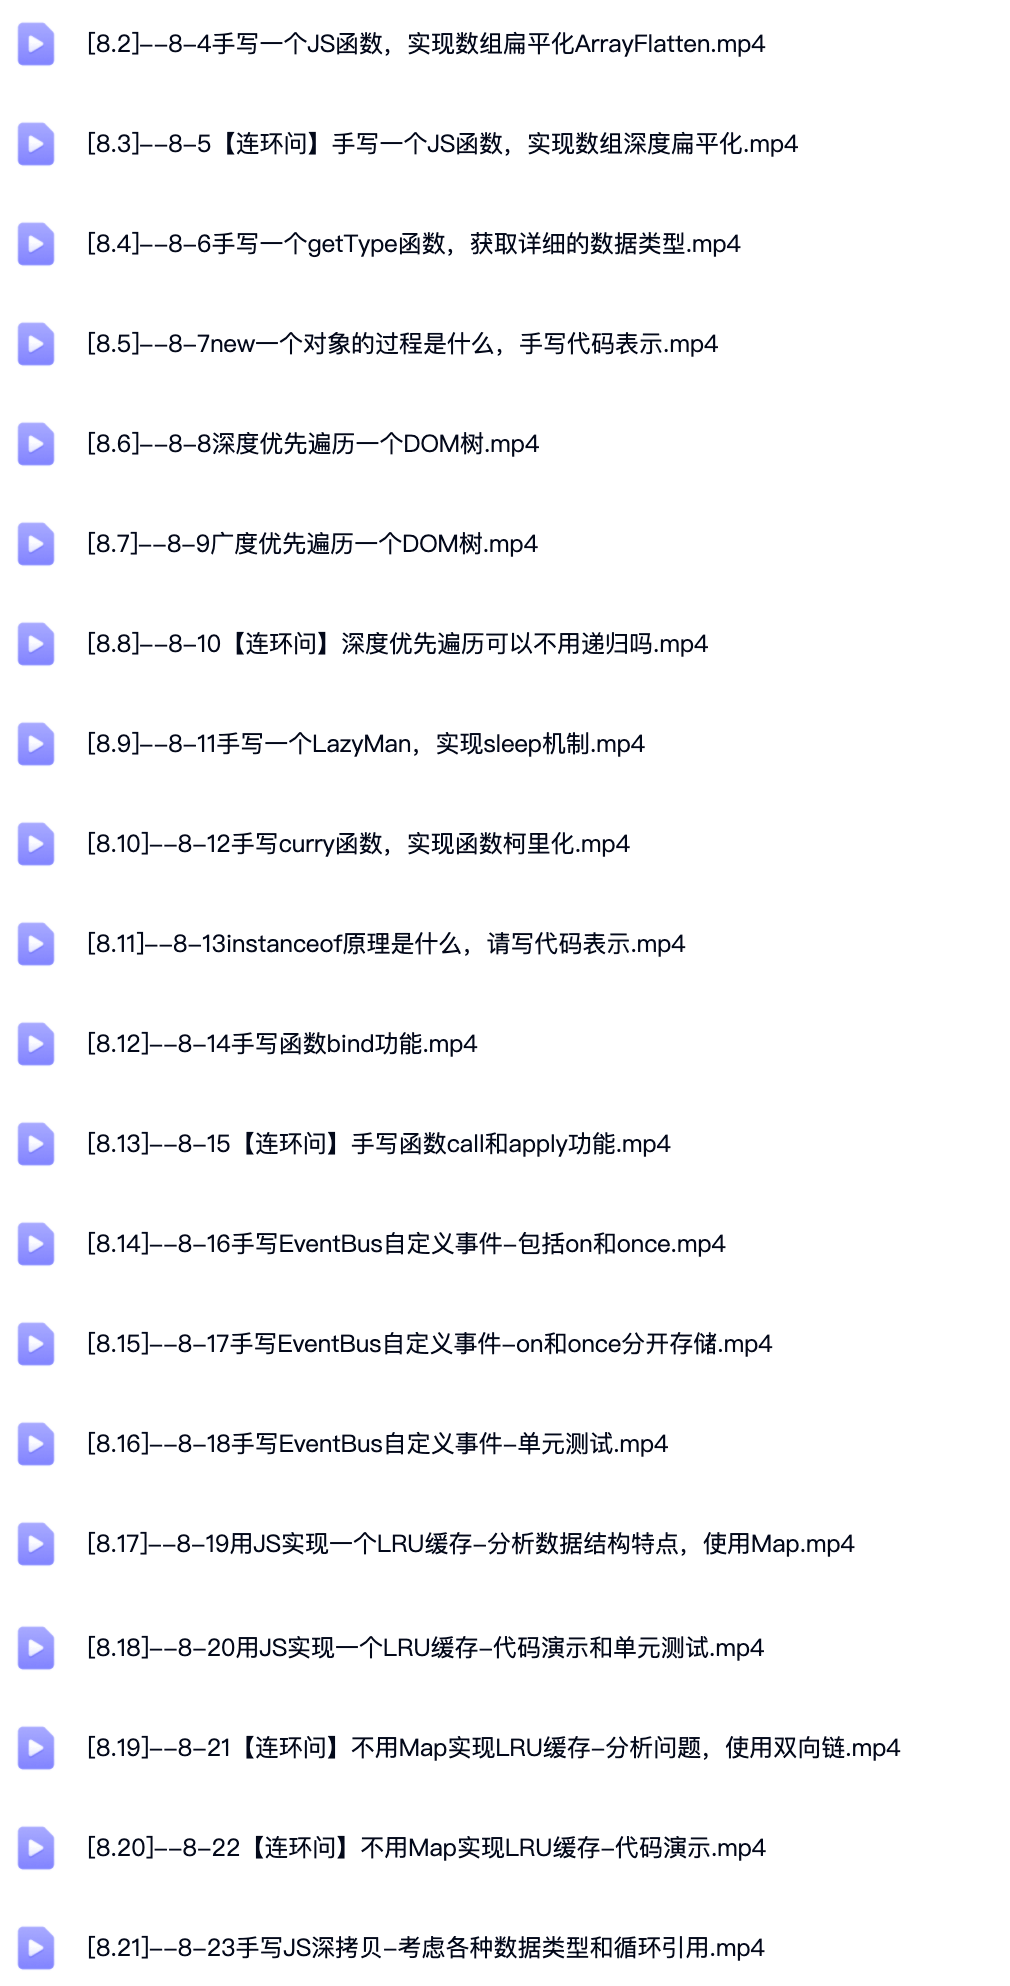 [8.2]--8-4手写一个JS函数，实现数组扁平化ArrayFlatten.mp4
[8.3]--8-5【连环问】手写一个JS函数，实现数组深度扁平化.mp4
[8.4]--8-6手写一个getType函数，获取详细的数据类型.mp4
[8.5]--8-7new一个对象的过程是什么，手写代码表示.mp4
[8.6]--8-8深度优先遍历一个DOM树.mp4
[8.7]--8-9广度优先遍历一个DOM树.mp4
[8.8]--8-10【连环问】深度优先遍历可以不用递归吗.mp4
[8.9]--8-11手写一个LazyMan，实现sleep机制.mp4
[8.10]--8-12手写curry函数，实现函数柯里化.mp4
[8.11]--8-13instanceof原理是什么，请写代码表示.mp4
[8.12]--8-14手写函数bind功能.mp4
[8.13]--8-15【连环问】手写函数call和apply功能.mp4
[8.14]--8-16手写EventBus自定义事件-包括on和once.mp4
[8.15]--8-17手写EventBus自定义事件-on和once分开存储.mp4
[8.16]--8-18手写EventBus自定义事件-单元测试.mp4
[8.17]--8-19用JS实现一个LRU缓存-分析数据结构特点，使用Map.mp4
[8.18]--8-20用JS实现一个LRU缓存-代码演示和单元测试.mp4
[8.19]--8-21【连环问】不用Map实现LRU缓存-分析问题，使用双向链.mp4
[8.20]--8-22【连环问】不用Map实现LRU缓存-代码演示.mp4
[8.21]--8-23手写JS深拷贝-考虑各种数据类型和循环引用.mp4